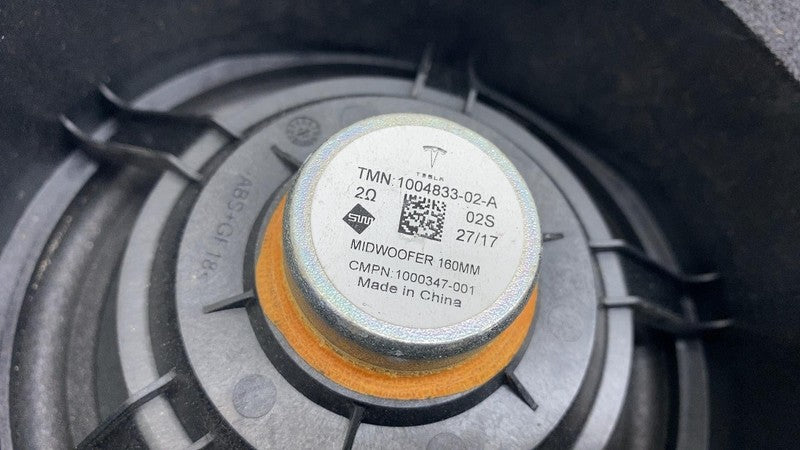 TESLA
TMN:1004833-02-A
2Ω
02S
27/17
MIDWOOFER 160MM
CMPN:1000347-001
Made in China
ABS+GF18%